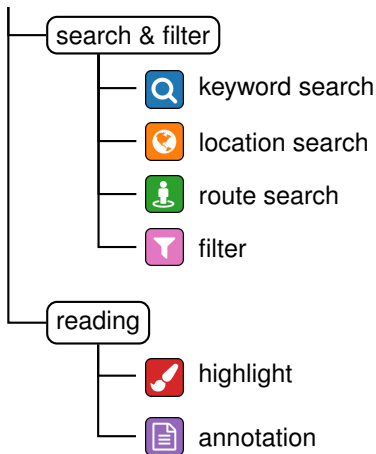 search & filter
keyword search
location search
route search
filter
reading
highlight
annotation